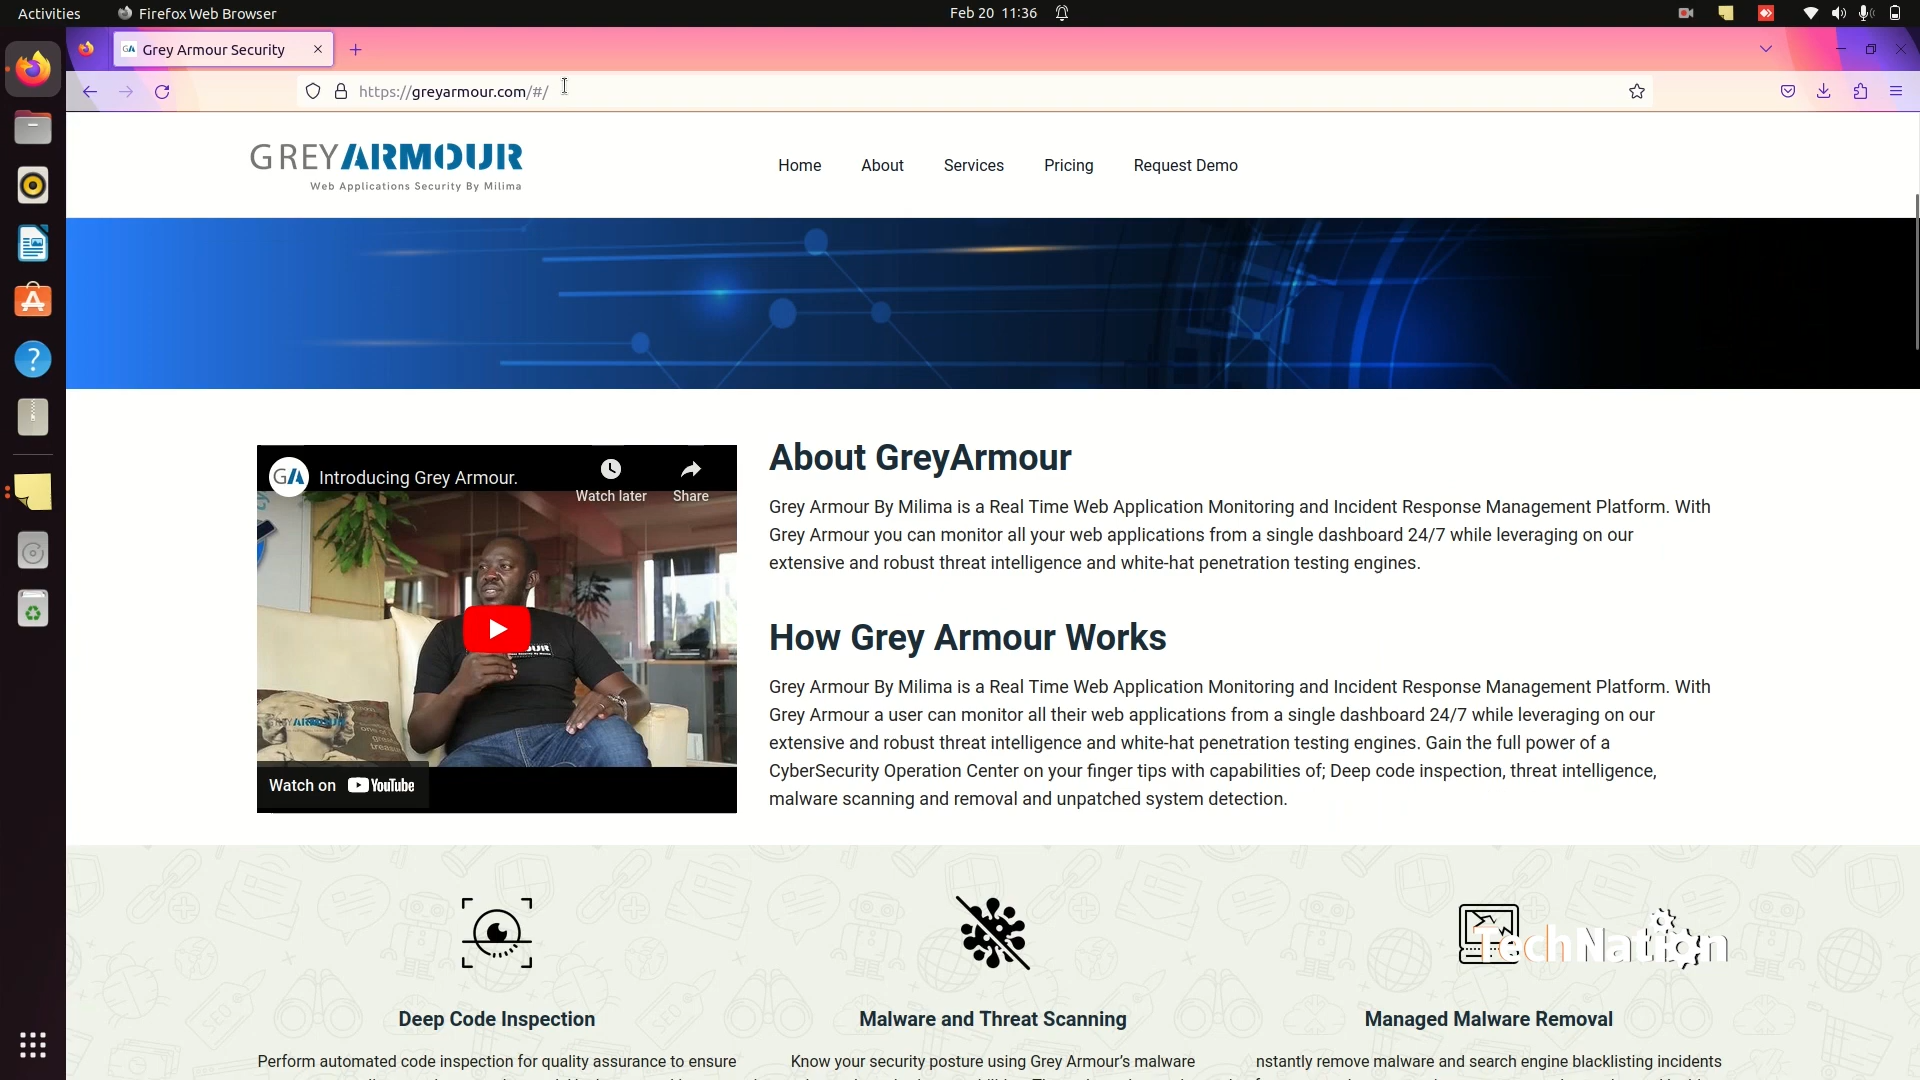 Activities
Firefox Web Browser
Feb 20 11:36
Grey Armour Security
https://greyarmour.com/#/
GREYARMOUR
Web Applications Security By Milima
Home
About
Services
Pricing
Request Demo
GA
Introducing Grey Armour.
Watch later
Share
Watch on YouTube
About GreyArmour
Grey Armour By Milima is a Real Time Web Application Monitoring and Incident Response Management Platform. With
Grey Armour you can monitor all your web applications from a single dashboard 24/7 while leveraging on our
extensive and robust threat intelligence and white-hat penetration testing engines.
How Grey Armour Works
Grey Armour By Milima is a Real Time Web Application Monitoring and Incident Response Management Platform. With
Grey Armour a user can monitor all their web applications from a single dashboard 24/7 while leveraging on our
extensive and robust threat intelligence and white-hat penetration testing engines. Gain the full power of a
CyberSecurity Operation Center on your finger tips with capabilities of; Deep code inspection, threat intelligence,
malware scanning and removal and unpatched system detection.
TechNation
Deep Code Inspection
Malware and Threat Scanning
Managed Malware Removal
Perform automated code inspection for quality assurance to ensure
Know your security posture using Grey Armour’s malware
nstantly remove malware and search engine blacklisting incidents